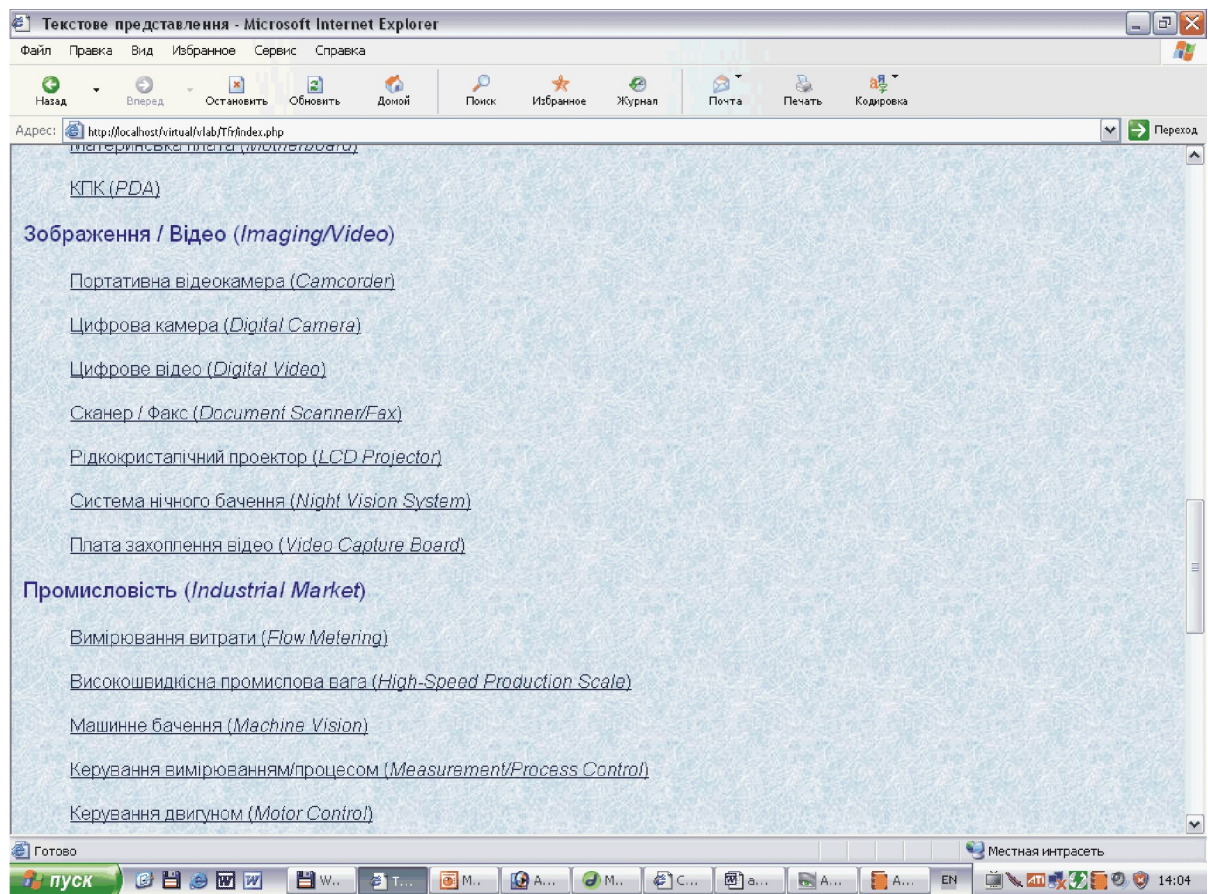 Текстове представлення - Microsoft Internet Explorer
Файл Правка Вид Избранное Сервис Справка
Назад Вперед Остановить Обновить Домой Поиск Избранное Журнал Почта Печать Кодировка
Адрес: http://localhost/virtual/vlab/Tfr/index.php Переход
Материнська плата (Motherboard)
КПК (PDA)
Зображення / Відео (Imaging/Video)
Портативна відеокамера (Camcorder)
Цифрова камера (Digital Camera)
Цифрове відео (Digital Video)
Сканер / Факс (Document Scanner/Fax)
Рідкокристалічний проектор (LCD Projector)
Система нічного бачення (Night Vision System)
Плата захоплення відео (Video Capture Board)
Промисловість (Industrial Market)
Вимірювання витрати (Flow Metering)
Високошвидкісна промислова вага (High-Speed Production Scale)
Машинне бачення (Machine Vision)
Керування вимірюванням/процесом (Measurement/Process Control)
Керування двигуном (Motor Control)
Готово Местная интрасеть
пуск W... T... M... A... M... C... a... A... A... EN ATI 14:04